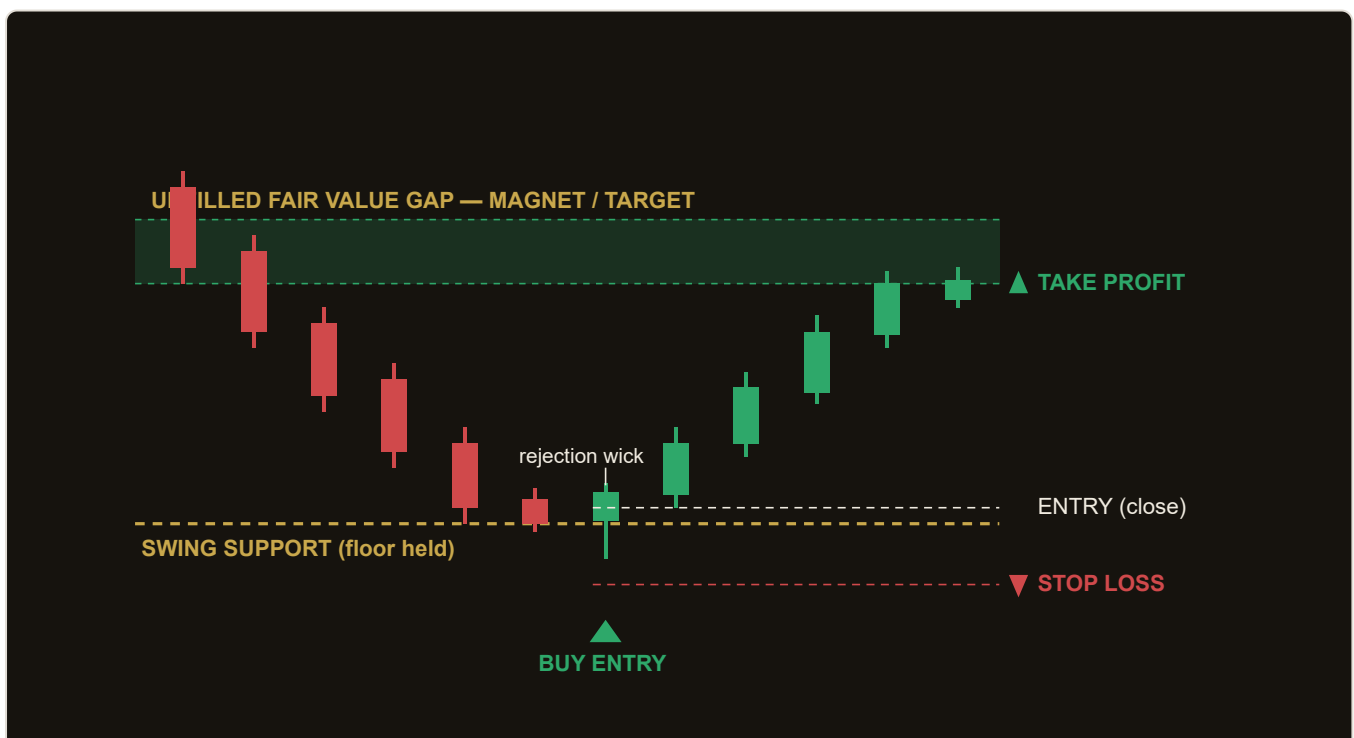 FAIR VALUE GAP — MAGNET / TARGET
TAKE PROFIT
rejection wick
ENTRY (close)
SWING SUPPORT (floor held)
STOP LOSS
BUY ENTRY